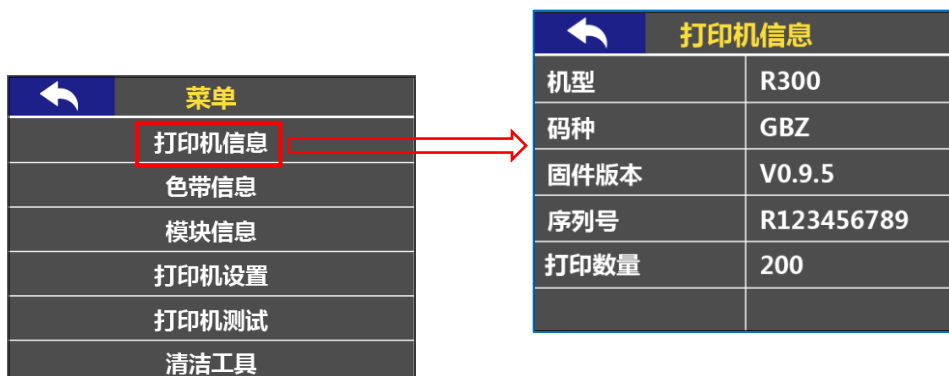 菜单
打印机信息
色带信息
模块信息
打印机设置
打印机测试
清洁工具
打印机信息
机型 R300
码种 GBZ
固件版本 V0.9.5
序列号 R123456789
打印数量 200